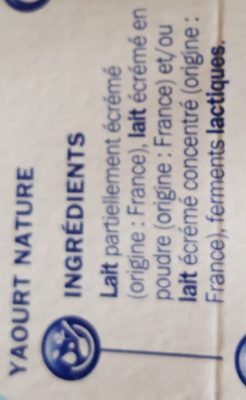 YAOURT NATURE
INGRÉDIENTS
Lait partiellement écrémé
(origine : France), lait écrémé en
poudre (origine : France) et/ou
lait écrémé concentré (origine :
France), ferments lactiques.